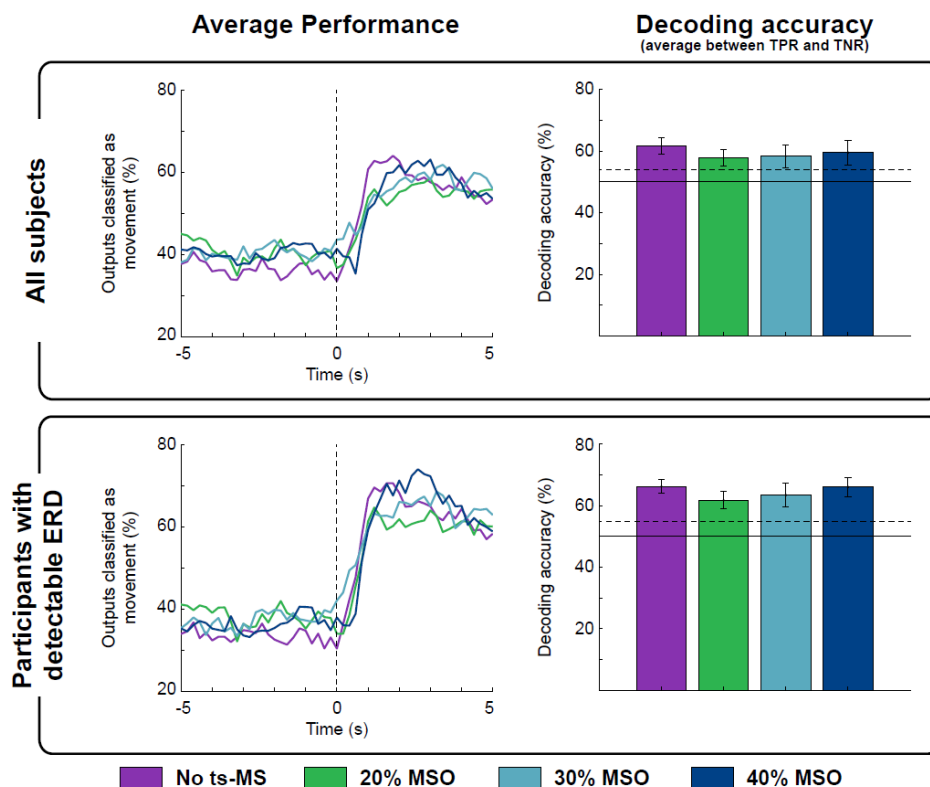 Average Performance
Decoding accuracy
(average between TPR and TNR)
All subjects
Outputs classified as
movement (%)
80
60
40
20
-5
0
5
Time (s)
Decoding accuracy (%)
80
60
40
20
Participants with
detectable ERD
Outputs classified as
movement (%)
80
60
40
20
-5
0
5
Time (s)
Decoding accuracy (%)
80
60
40
20
No ts-MS
20% MSO
30% MSO
40% MSO